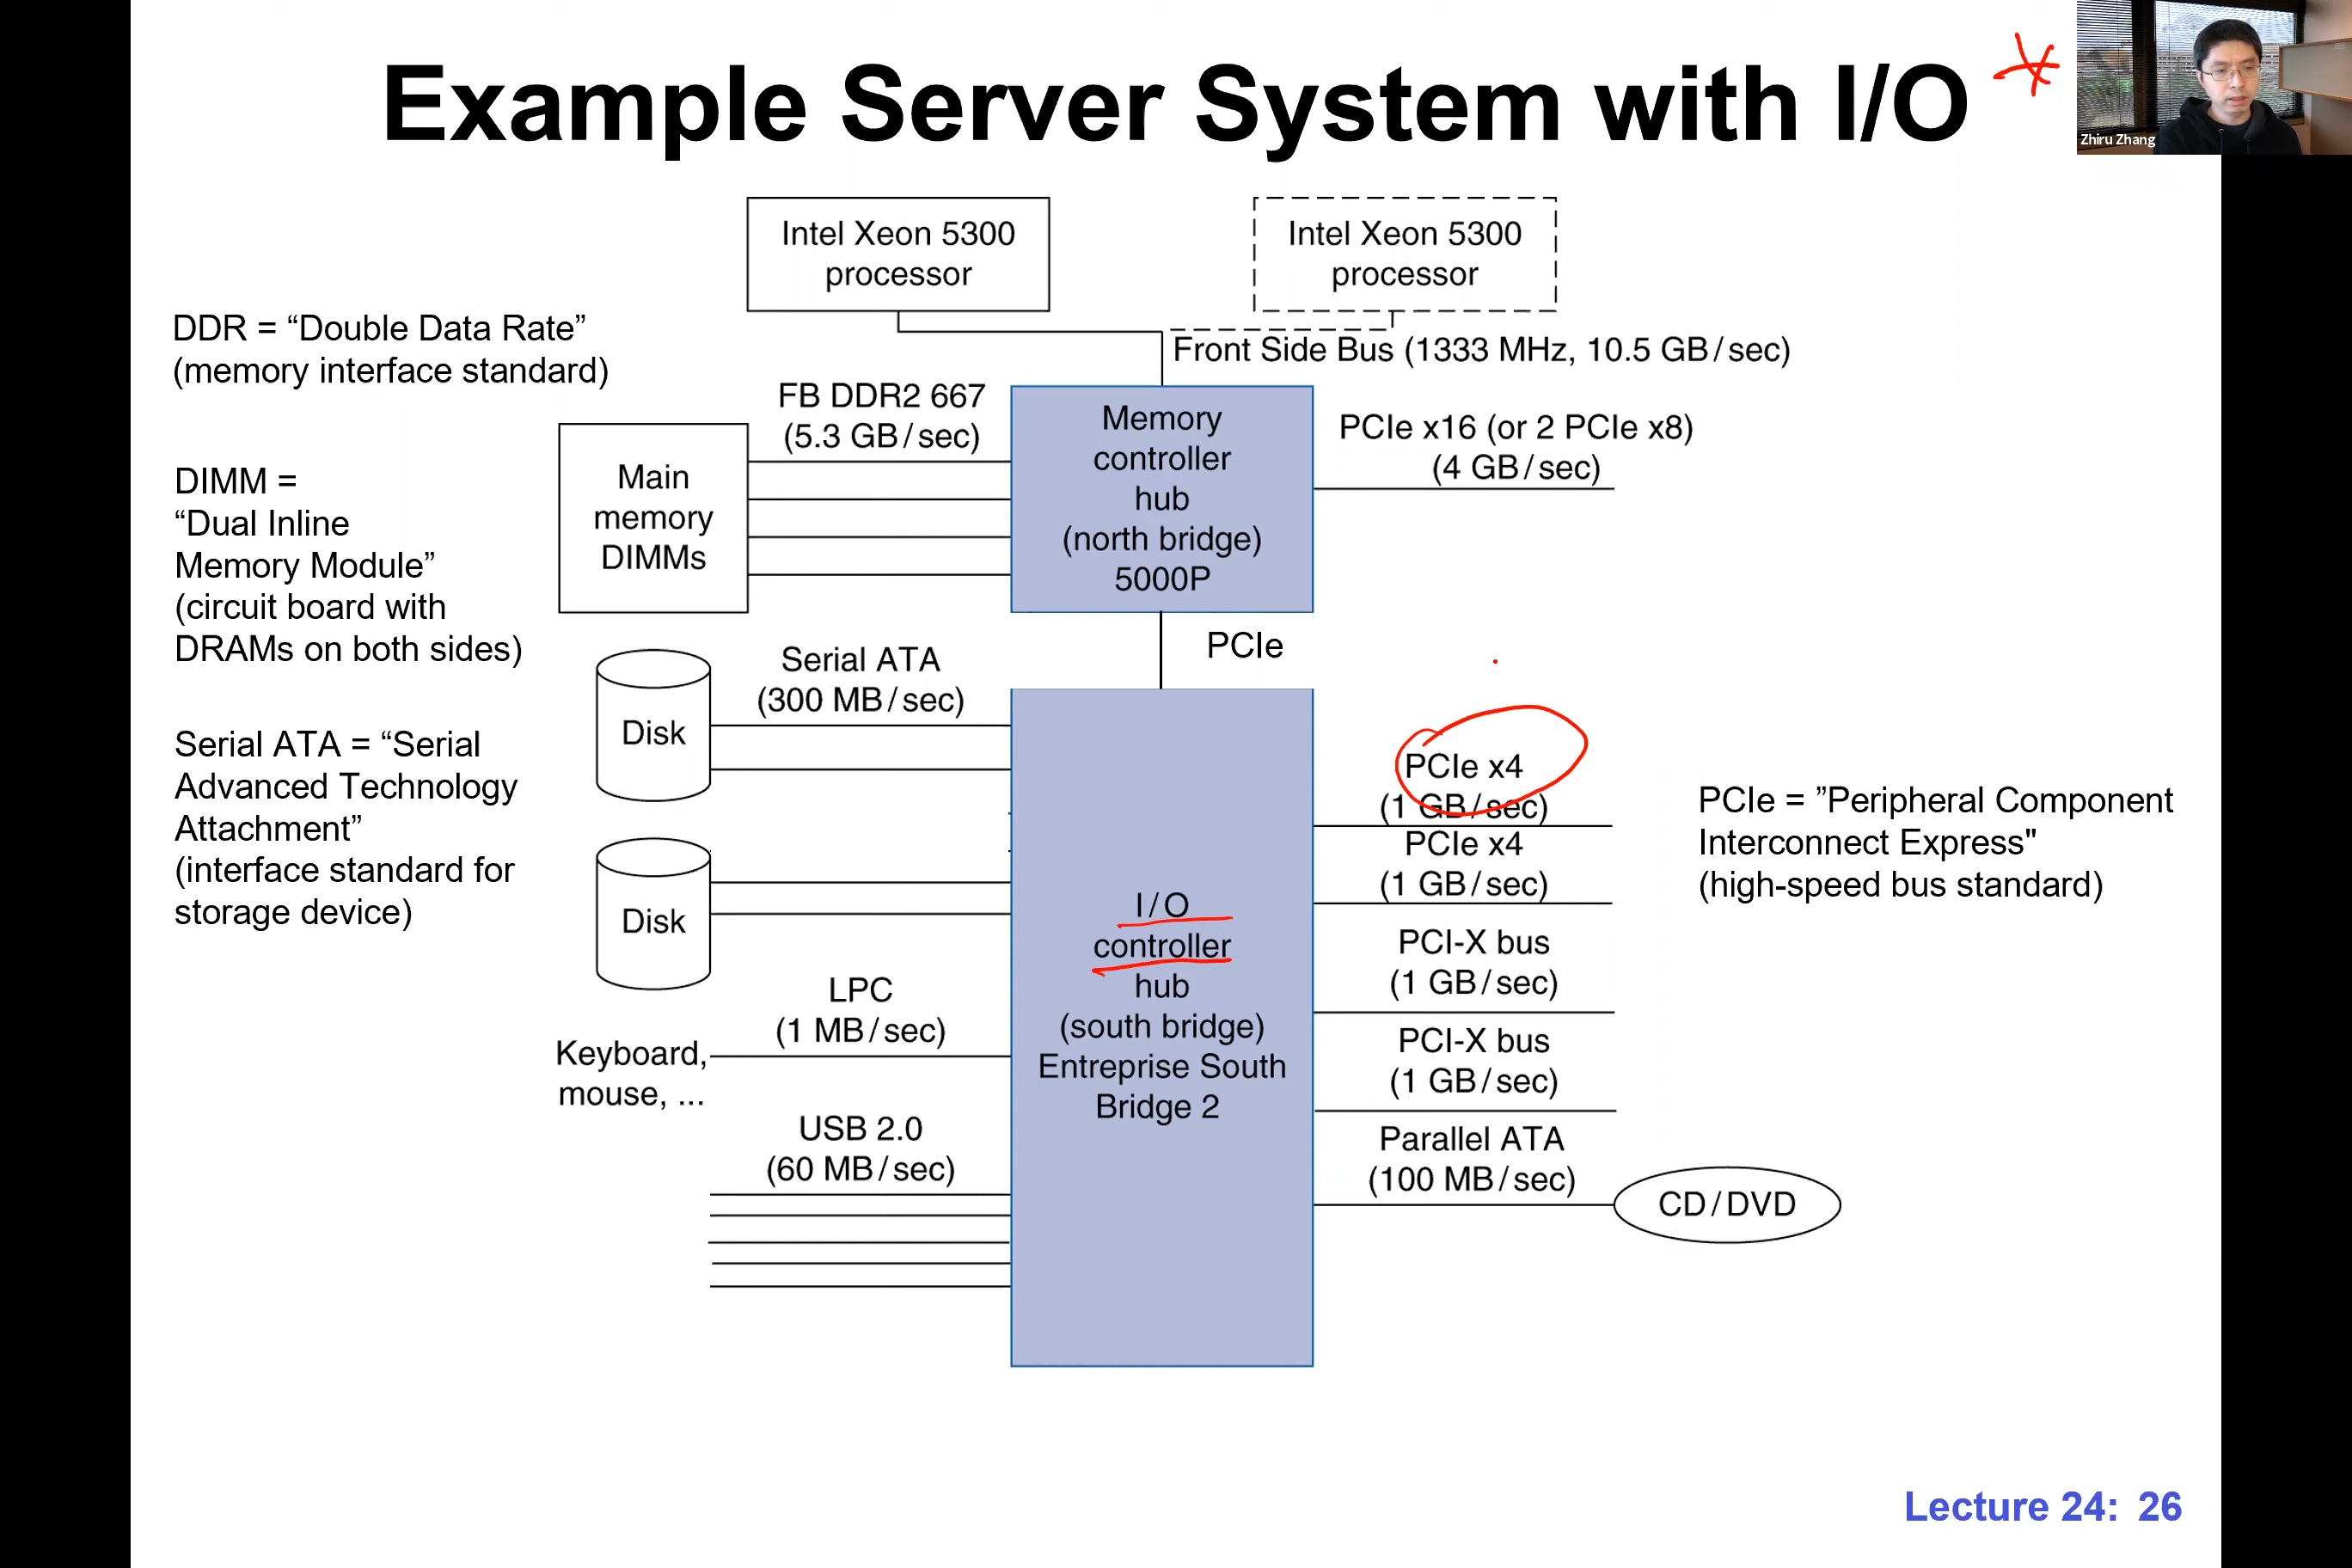 Example Server System with I/O
Zhiru Zhang
Intel Xeon 5300
processor
Intel Xeon 5300
processor
Front Side Bus (1333 MHz, 10.5 GB/sec)
DDR = “Double Data Rate”
(memory interface standard)
DIMM =
“Dual Inline
Memory Module”
(circuit board with
DRAMs on both sides)
Serial ATA = “Serial
Advanced Technology
Attachment”
(interface standard for
storage device)
FB DDR2 667
(5.3 GB/sec)
Main
memory
DIMMs
Memory
controller
hub
(north bridge)
5000P
PCIe x16 (or 2 PCIe x8)
(4 GB/sec)
PCIe
Serial ATA
(300 MB/sec)
Disk
Disk
LPC
(1 MB/sec)
Keyboard,
mouse, ...
USB 2.0
(60 MB/sec)
I/O
controller
hub
(south bridge)
Entreprise South
Bridge 2
PCIe x4
(1 GB/sec)
PCIe x4
(1 GB/sec)
PCI-X bus
(1 GB/sec)
PCI-X bus
(1 GB/sec)
Parallel ATA
(100 MB/sec)
CD/DVD
PCIe = ”Peripheral Component
Interconnect Express"
(high-speed bus standard)
Lecture 24: 26